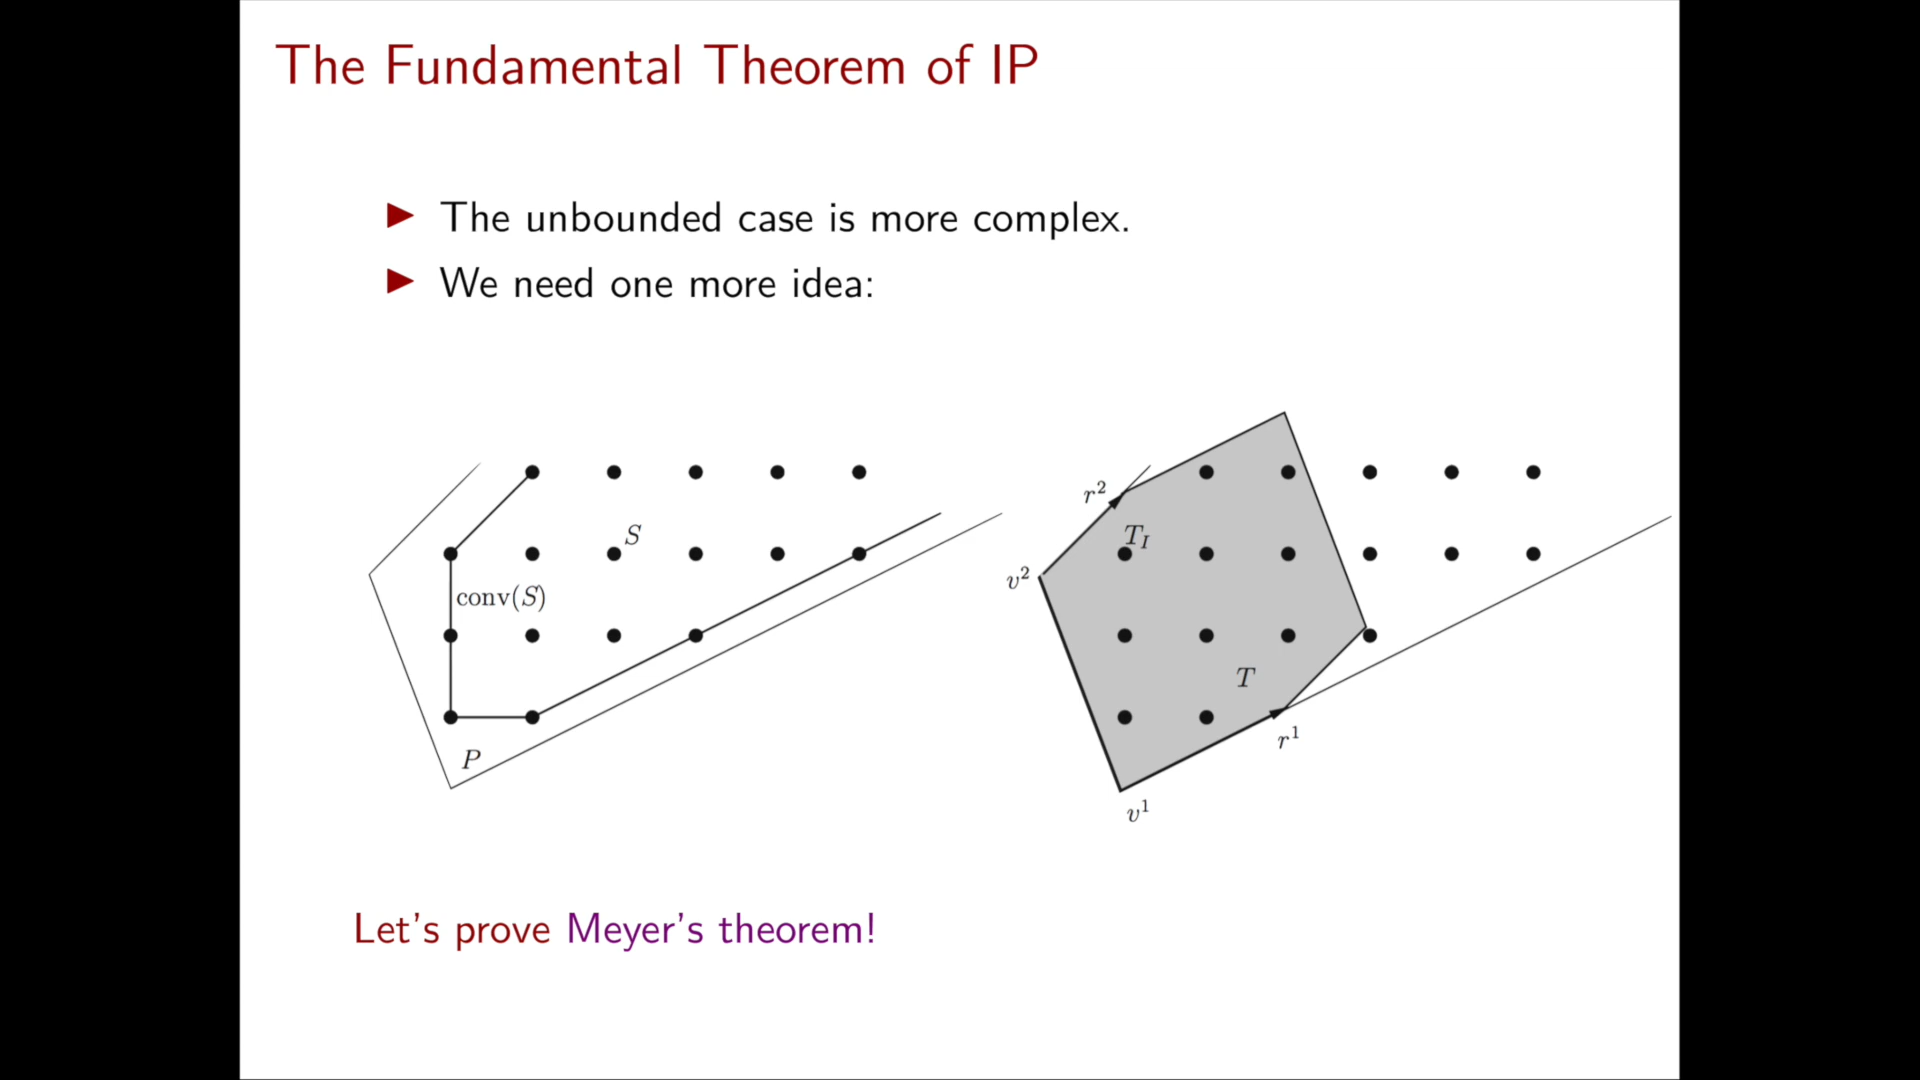 The Fundamental Theorem of IP
▶ The unbounded case is more complex.
▶ We need one more idea:
S
conv(S)
P
r²
T_I
v²
T
r¹
v¹
Let's prove Meyer's theorem!